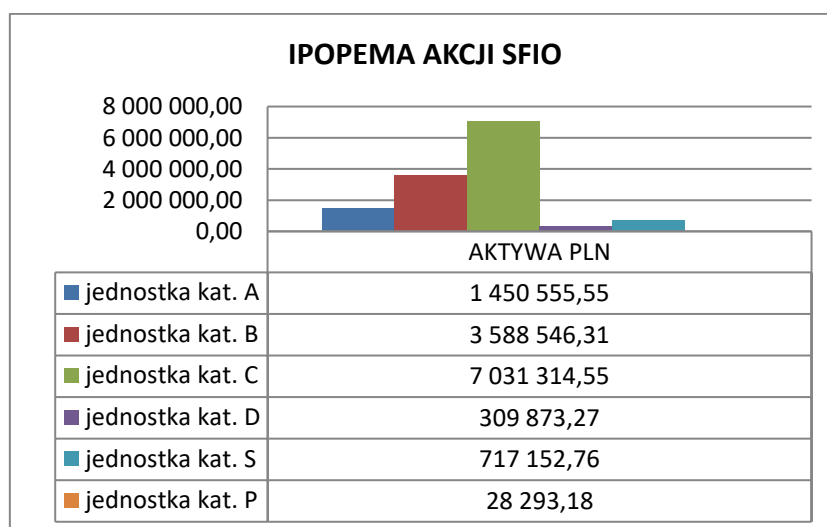 IPOPEMA AKCJI SFIO
8 000 000,00
6 000 000,00
4 000 000,00
2 000 000,00
0,00
AKTYWA PLN
jednostka kat. A 1 450 555,55
jednostka kat. B 3 588 546,31
jednostka kat. C 7 031 314,55
jednostka kat. D 309 873,27
jednostka kat. S 717 152,76
jednostka kat. P 28 293,18